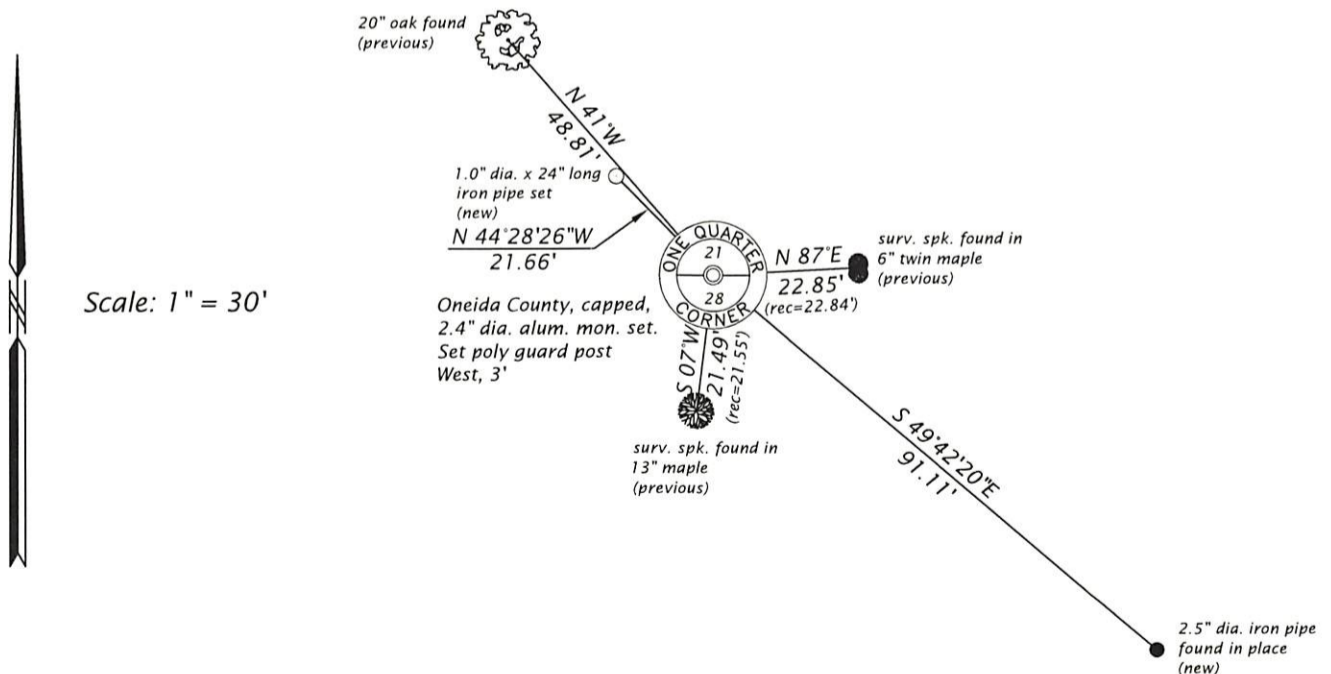 20" oak found
(previous)
N 41°W
48.81'
1.0" dia. x 24" long
iron pipe set
(new)
N 44°28'26"W
21.66'
N
Scale: 1" = 30'
ONE QUARTER
21
28
CORNER
N 87°E
22.85'
(rec=22.84')
surv. spk. found in
6" twin maple
(previous)
Oneida County, capped,
2.4" dia. alum. mon. set.
Set poly guard post
West, 3'
S 07°W
21.49'
(rec=21.55')
surv. spk. found in
13" maple
(previous)
S 49°42'20"E
91.11'
2.5" dia. iron pipe
found in place
(new)